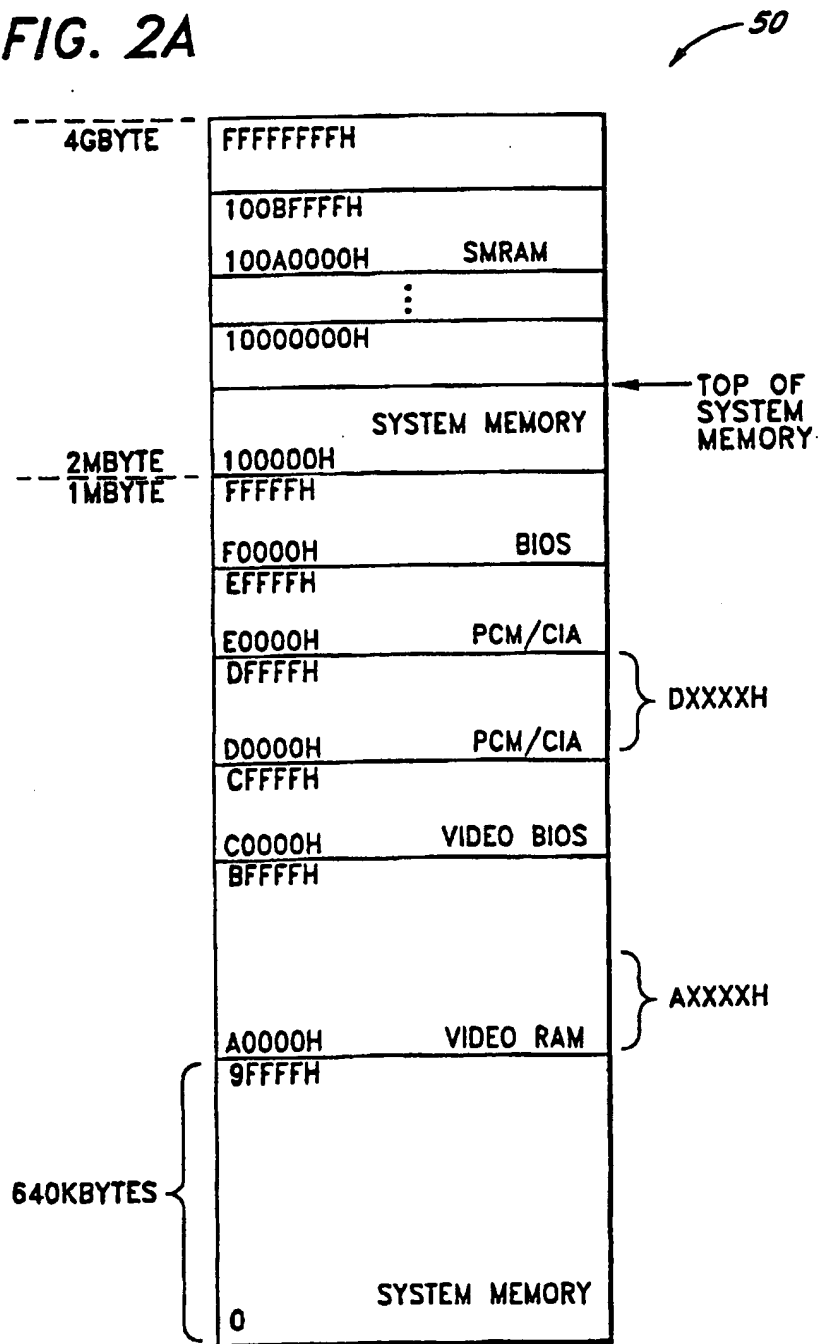 FIG. 2A
50
4GBYTE
FFFFFFFFH
100BFFFFH
100A0000H SMRAM
10000000H
TOP OF
SYSTEM
MEMORY
SYSTEM MEMORY
2MBYTE 100000H
1MBYTE FFFFFH
F0000H BIOS
EFFFFH
E0000H PCM/CIA
DFFFFH
DXXXXH
D0000H PCM/CIA
CFFFFH
C0000H VIDEO BIOS
BFFFFH
AXXXXH
A0000H VIDEO RAM
9FFFFH
640KBYTES
SYSTEM MEMORY
0